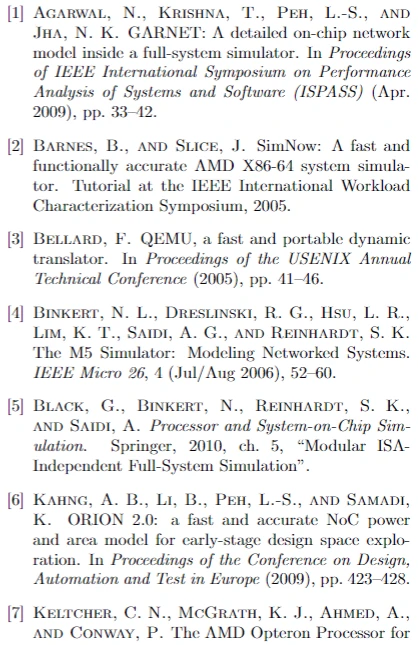 [1] Agarwal, N., Krishna, T., Peh, L.-S., and
Jha, N. K. GARNET: A detailed on-chip network
model inside a full-system simulator. In Proceedings
of IEEE International Symposium on Performance
Analysis of Systems and Software (ISPASS) (Apr.
2009), pp. 33–42.
[2] Barnes, B., and Slice, J. SimNow: A fast and
functionally accurate AMD X86-64 system simula-
tor. Tutorial at the IEEE International Workload
Characterization Symposium, 2005.
[3] Bellard, F. QEMU, a fast and portable dynamic
translator. In Proceedings of the USENIX Annual
Technical Conference (2005), pp. 41–46.
[4] Binkert, N. L., Dreslinski, R. G., Hsu, L. R.,
Lim, K. T., Saidi, A. G., and Reinhardt, S. K.
The M5 Simulator: Modeling Networked Systems.
IEEE Micro 26, 4 (Jul/Aug 2006), 52–60.
[5] Black, G., Binkert, N., Reinhardt, S. K.,
and Saidi, A. Processor and System-on-Chip Sim-
ulation. Springer, 2010, ch. 5, “Modular ISA-
Independent Full-System Simulation”.
[6] Kahng, A. B., Li, B., Peh, L.-S., and Samadi,
K. ORION 2.0: a fast and accurate NoC power
and area model for early-stage design space explo-
ration. In Proceedings of the Conference on Design,
Automation and Test in Europe (2009), pp. 423–428.
[7] Keltcher, C. N., McGrath, K. J., Ahmed, A.,
and Conway, P. The AMD Opteron Processor for